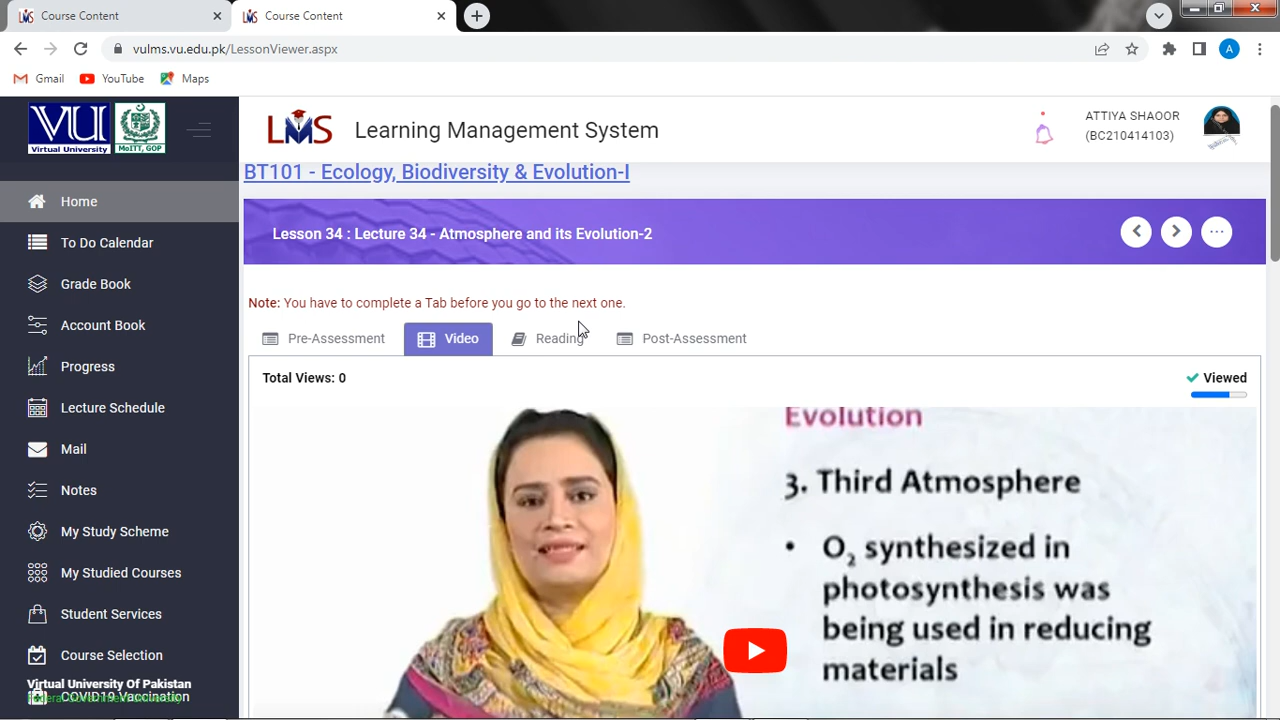 Course Content
Course Content
vulms.vu.edu.pk/LessonViewer.aspx
A
Gmail
YouTube
Maps
VU
Virtual University
MoITT, GOP
LMS
Learning Management System
ATTIYA SHAOOR
(BC210414103)
BT101 - Ecology, Biodiversity & Evolution-I
Home
To Do Calendar
Grade Book
Account Book
Progress
Lecture Schedule
Mail
Notes
My Study Scheme
My Studied Courses
Student Services
Course Selection
Virtual University Of Pakistan
Federal Government University
COVID19 Vaccination
Lesson 34 : Lecture 34 - Atmosphere and its Evolution-2
Note: You have to complete a Tab before you go to the next one.
Pre-Assessment
Video
Reading
Post-Assessment
Total Views: 0
Viewed
Evolution
3. Third Atmosphere
• O₂ synthesized in
photosynthesis was
being used in reducing
materials